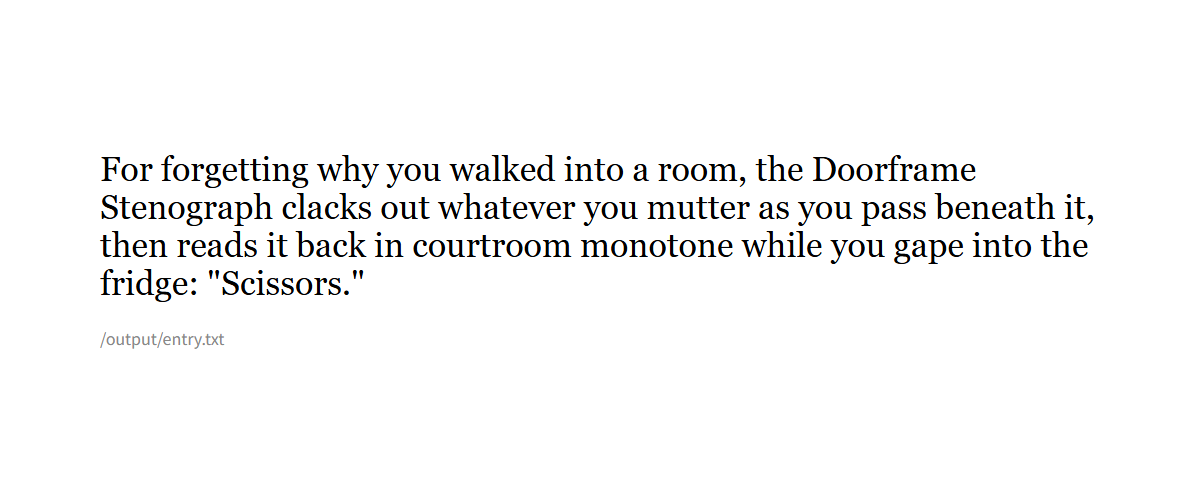 For forgetting why you walked into a room, the Doorframe
Stenograph clacks out whatever you mutter as you pass beneath it,
then reads it back in courtroom monotone while you gape into the
fridge: "Scissors."
/output/entry.txt